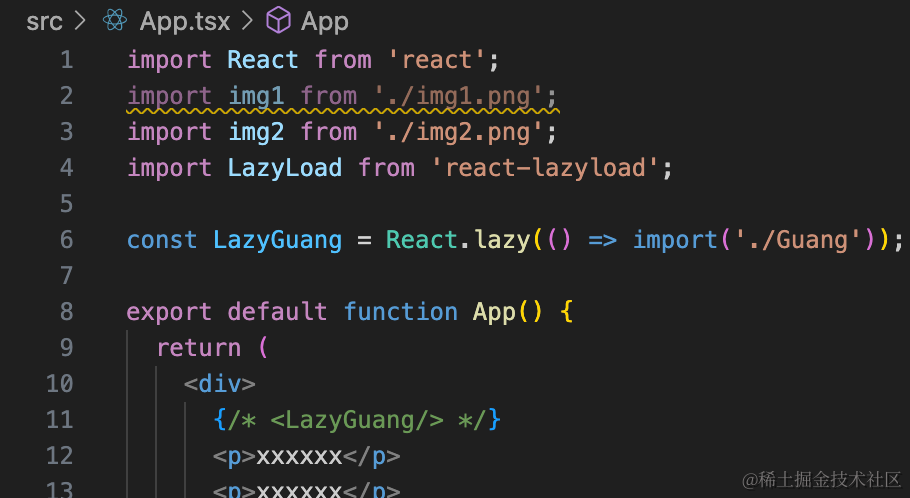 src > App.tsx > App
1 import React from 'react';
2 import img1 from './img1.png';
3 import img2 from './img2.png';
4 import LazyLoad from 'react-lazyload';
5
6 const LazyGuang = React.lazy(() => import('./Guang'));
7
8 export default function App() {
9 return (
10 <div>
11 {/* <LazyGuang/> */}
12 <p>xxxxxx</p>
13 <p>xxxxxx</p>
@稀土掘金技术社区